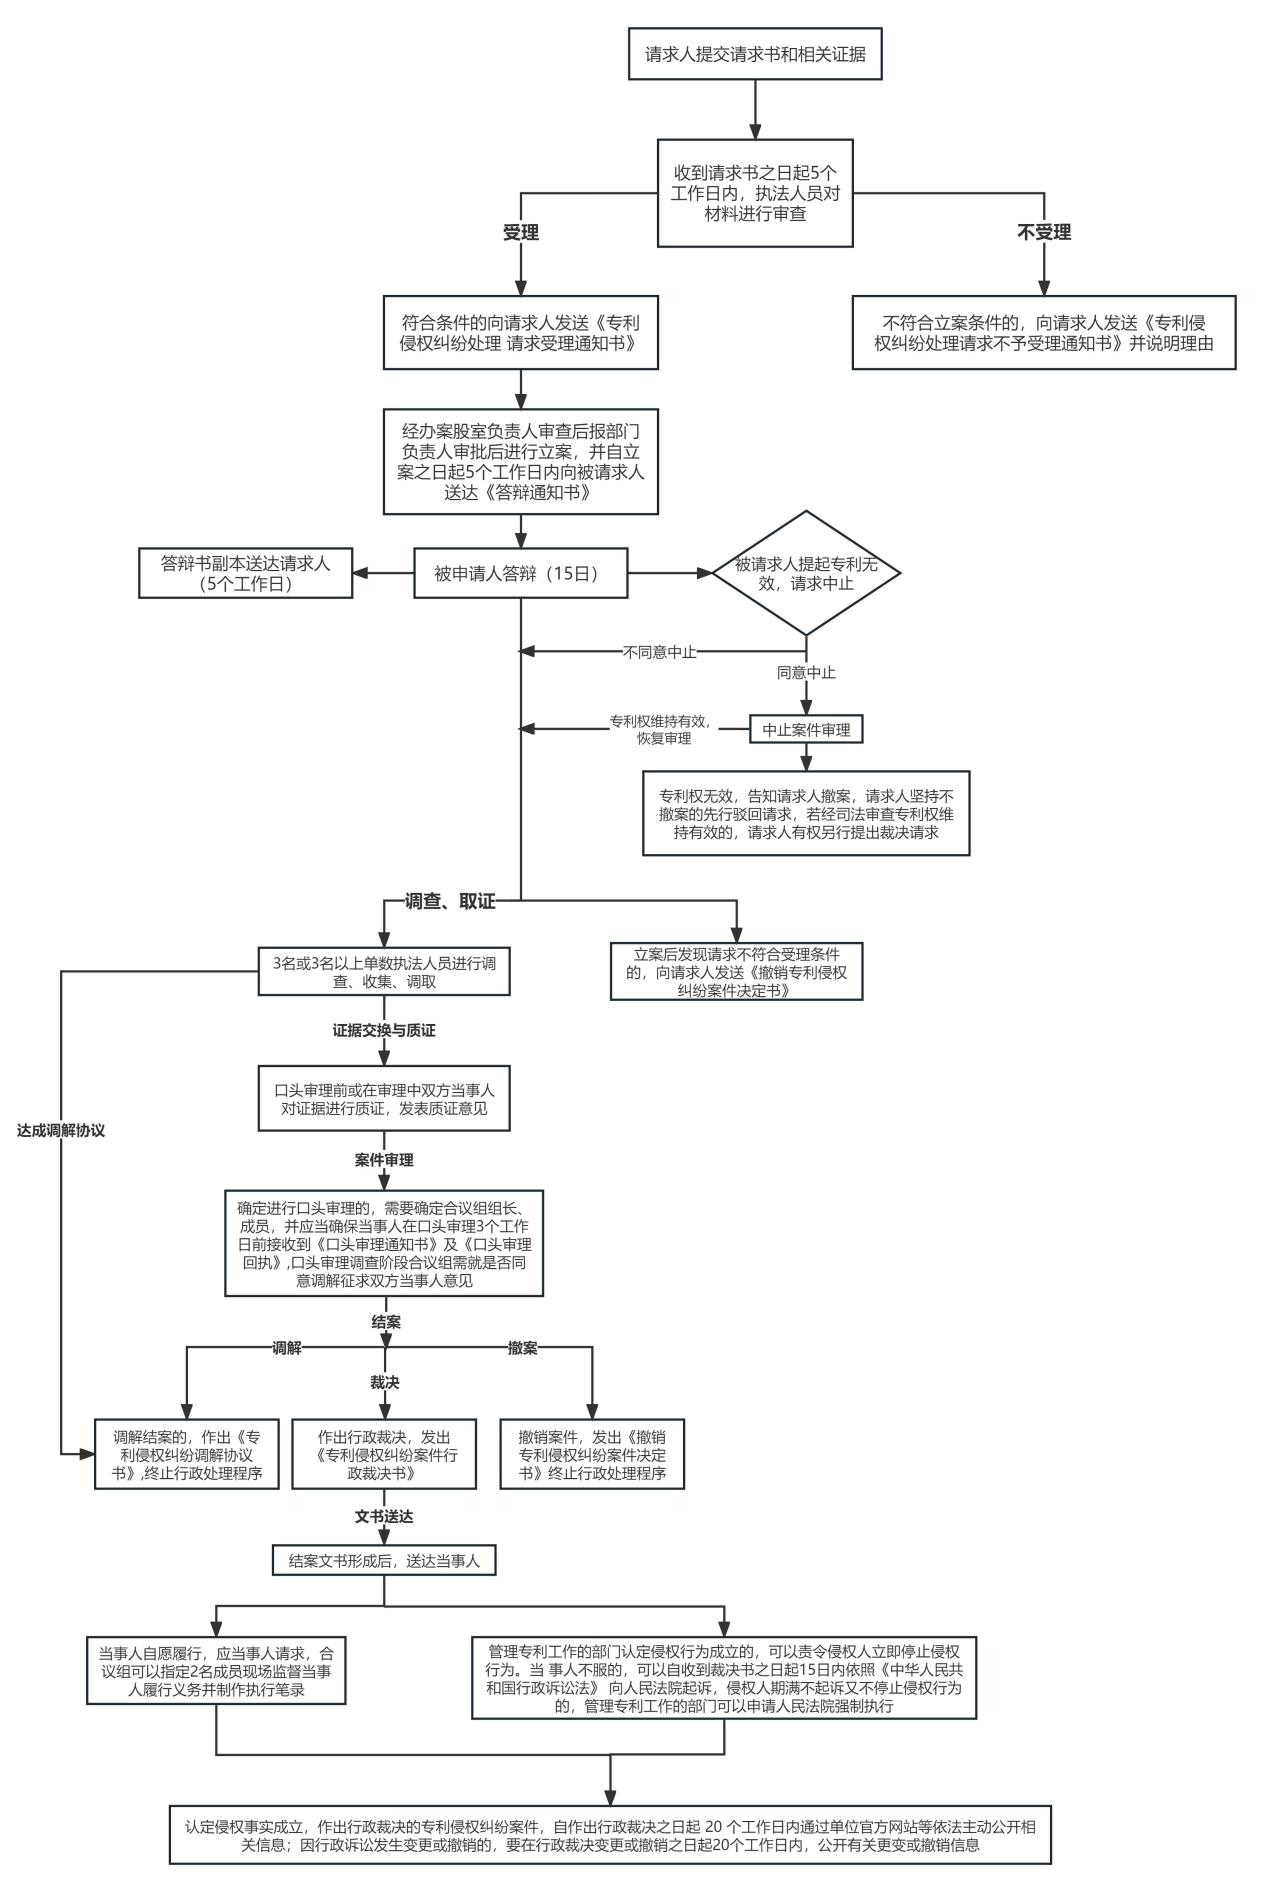 请求人提交请求书和相关证据
收到请求书之日起5个
工作日内，执法人员对
材料进行审查
受理
不受理
符合条件的向请求人发送《专利
侵权纠纷处理 请求受理通知书》
不符合立案条件的，向请求人发送《专利侵
权纠纷处理请求不予受理通知书》并说明理由
经办案股室负责人审查后报部门
负责人审批后进行立案，并自立
案之日起5个工作日内向被请求人
送达《答辩通知书》
答辩书副本送达请求人
（5个工作日）
被申请人答辩（15日）
被请求人提起专利无
效，请求中止
不同意中止
同意中止
专利权维持有效，
恢复审理
中止案件审理
专利权无效，告知请求人撤案，请求人坚持不
撤案的先行驳回请求，若经司法审查专利权维
持有效的，请求人有权另行提出裁决请求
调查、取证
3名或3名以上单数执法人员进行调
查、收集、调取
立案后发现请求不符合受理条件
的，向请求人发送《撤销专利侵权
纠纷案件决定书》
证据交换与质证
口头审理前或在审理中双方当事人
对证据进行质证，发表质证意见
达成调解协议
案件审理
确定进行口头审理的，需要确定合议组组长、
成员，并应当确保当事人在口头审理3个工作
日前接收到《口头审理通知书》及《口头审理
回执》,口头审理调查阶段合议组需就是否同
意调解征求双方当事人意见
结案
调解
撤案
裁决
调解结案的，作出《专
利侵权纠纷调解协议
书》,终止行政处理程序
作出行政裁决，发出
《专利侵权纠纷案件行
政裁决书》
撤销案件，发出《撤销
专利侵权纠纷案件决定
书》终止行政处理程序
文书送达
结案文书形成后，送达当事人
当事人自愿履行，应当事人请求，合
议组可以指定2名成员现场监督当事
人履行义务并制作执行笔录
管理专利工作的部门认定侵权行为成立的，可以责令侵权人立即停止侵权
行为。当 事人不服的，可以自收到裁决书之日起15日内依照《中华人民共
和国行政诉讼法》 向人民法院起诉，侵权人期满不起诉又不停止侵权行为
的，管理专利工作的部门可以申请人民法院强制执行
认定侵权事实成立，作出行政裁决的专利侵权纠纷案件，自作出行政裁决之日起 20 个工作日内通过单位官方网站等依法主动公开相
关信息；因行政诉讼发生变更或撤销的，要在行政裁决变更或撤销之日起20个工作日内，公开有关更变或撤销信息